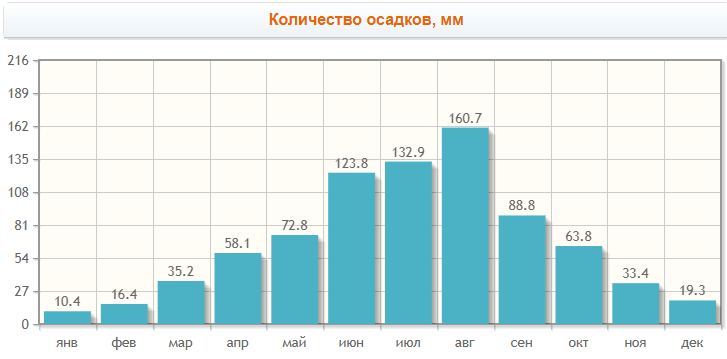 Количество осадков, мм
216
189
162
135
108
81
54
27
0
10.4
16.4
35.2
58.1
72.8
123.8
132.9
160.7
88.8
63.8
33.4
19.3
янв
фев
мар
апр
май
июн
июл
авг
сен
окт
ноя
дек